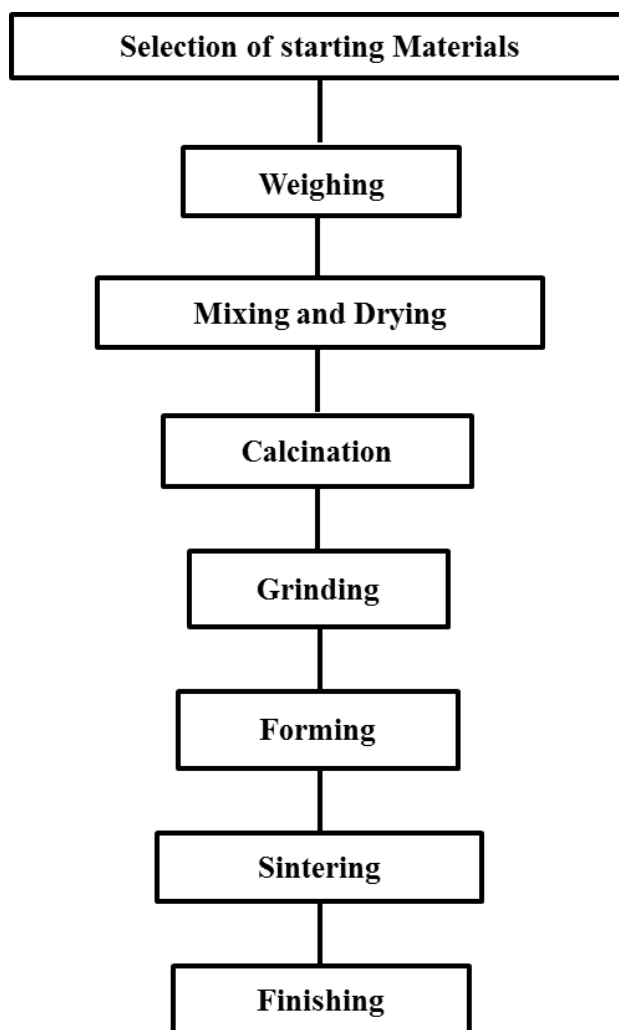 Selection of starting Materials
Weighing
Mixing and Drying
Calcination
Grinding
Forming
Sintering
Finishing